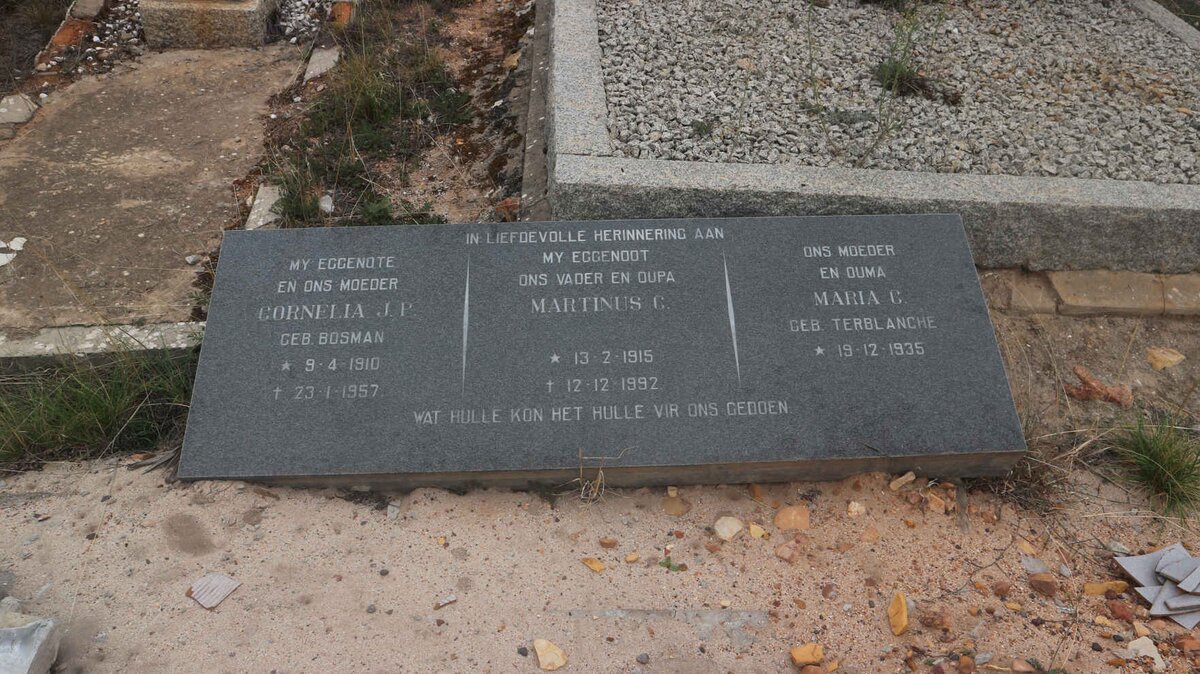 IN LIEFDEVOLLE HERINNERING AAN
MY EGGENOTE
EN ONS MOEDER
CORNELIA J.P.
GEB. BOSMAN
* 9-4-1910
† 23-1-1957
MY EGGENOOT
ONS VADER EN OUPA
MARTINUS C.
* 13-2-1915
† 12-12-1992
ONS MOEDER
EN OUMA
MARIA C.
GEB. TERBLANCHE
* 19-12-1935
WAT HULLE KON HET HULLE VIR ONS GEDOEN